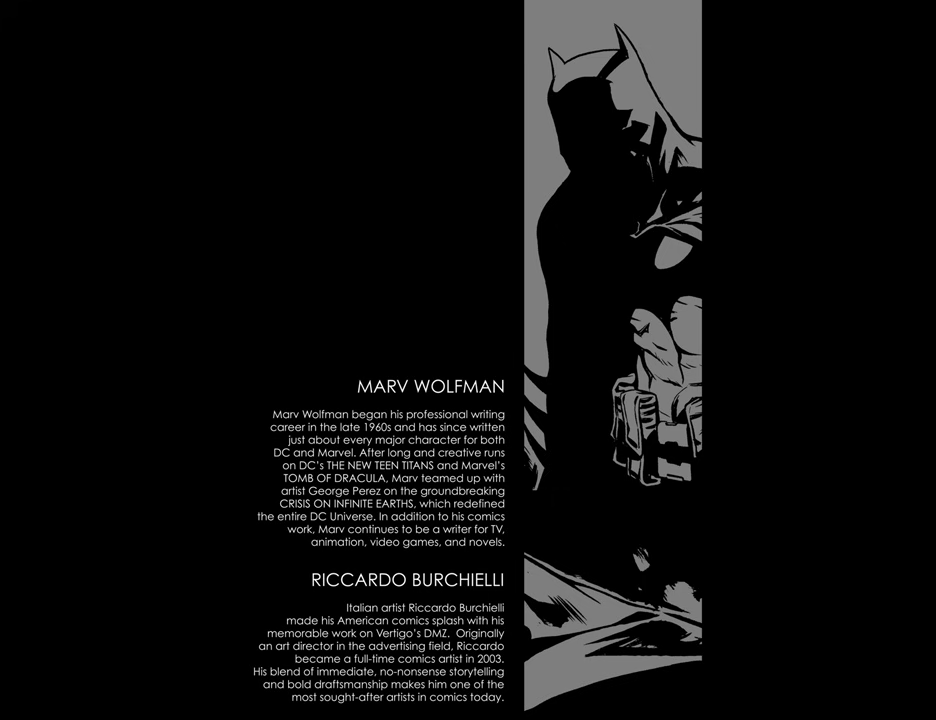 MARV WOLFMAN
Marv Wolfman began his professional writing
career in the late 1960s and has since written
just about every major character for both
DC and Marvel. After long and creative runs
on DC's THE NEW TEEN TITANS and Marvel's
TOMB OF DRACULA, Marv teamed up with
artist George Perez on the groundbreaking
CRISIS ON INFINITE EARTHS, which redefined
the entire DC Universe. In addition to his comics
work, Marv continues to be a writer for TV,
animation, video games, and novels.
RICCARDO BURCHIELLI
Italian artist Riccardo Burchielli
made his American comics splash with his
memorable work on Vertigo's DMZ.  Originally
an art director in the advertising field, Riccardo
became a full-time comics artist in 2003.
His blend of immediate, no-nonsense storytelling
and bold draftsmanship makes him one of the
most sought-after artists in comics today.